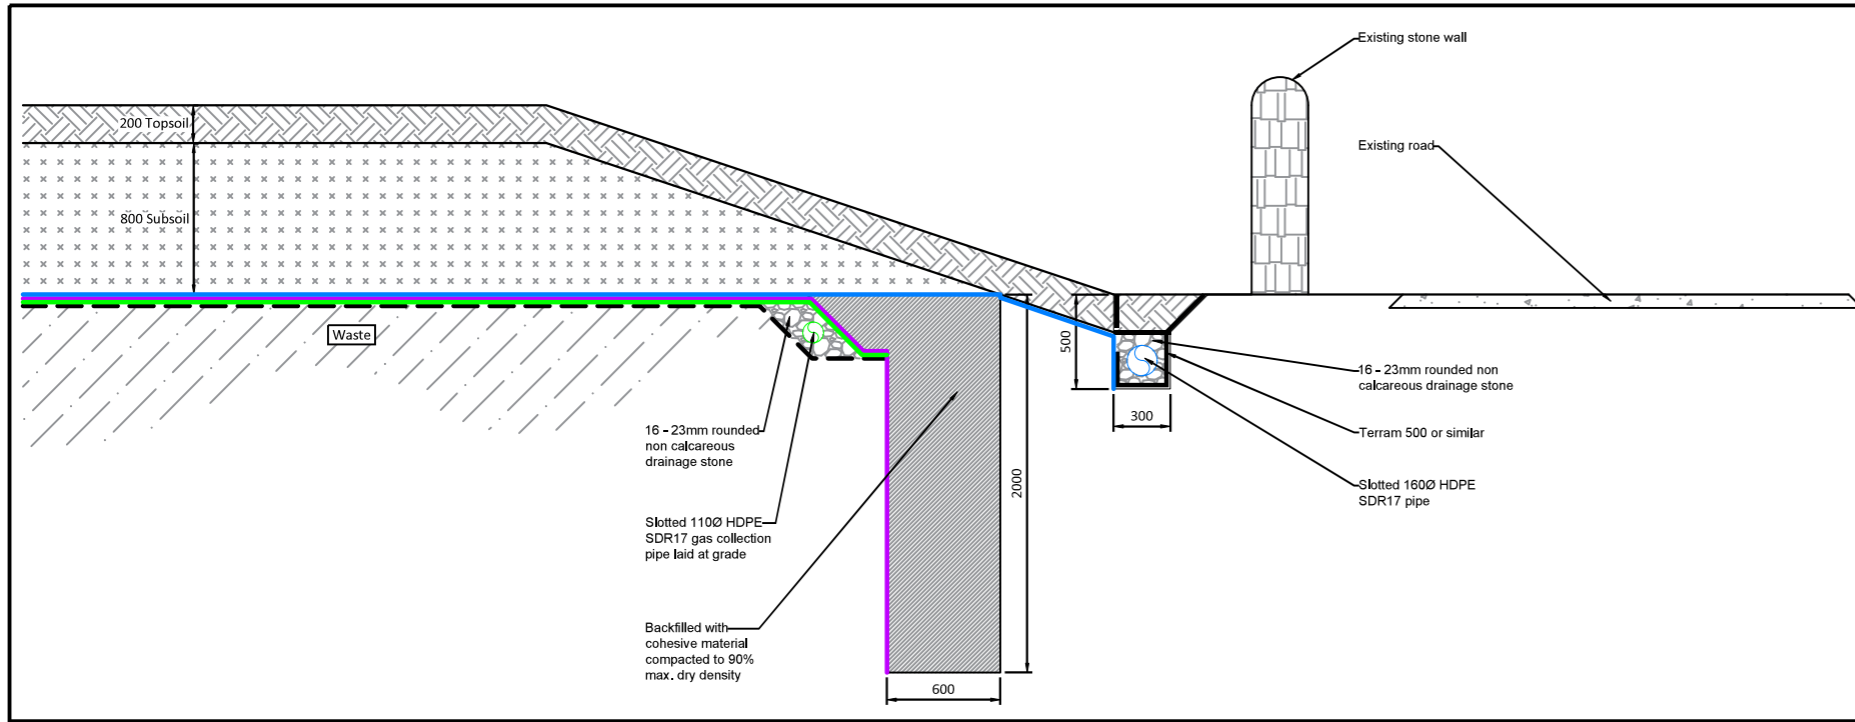 Existing stone wall
200 Topsoil
Existing road
800 Subsoil
Waste
500
16 - 23mm rounded non
calcareous drainage stone
300
Terram 500 or similar
16 - 23mm rounded
non calcareous
drainage stone
2000
Slotted 160Ø HDPE
SDR17 pipe
Slotted 110Ø HDPE
SDR17 gas collection
pipe laid at grade
Backfilled with
cohesive material
compacted to 90%
max. dry density
600